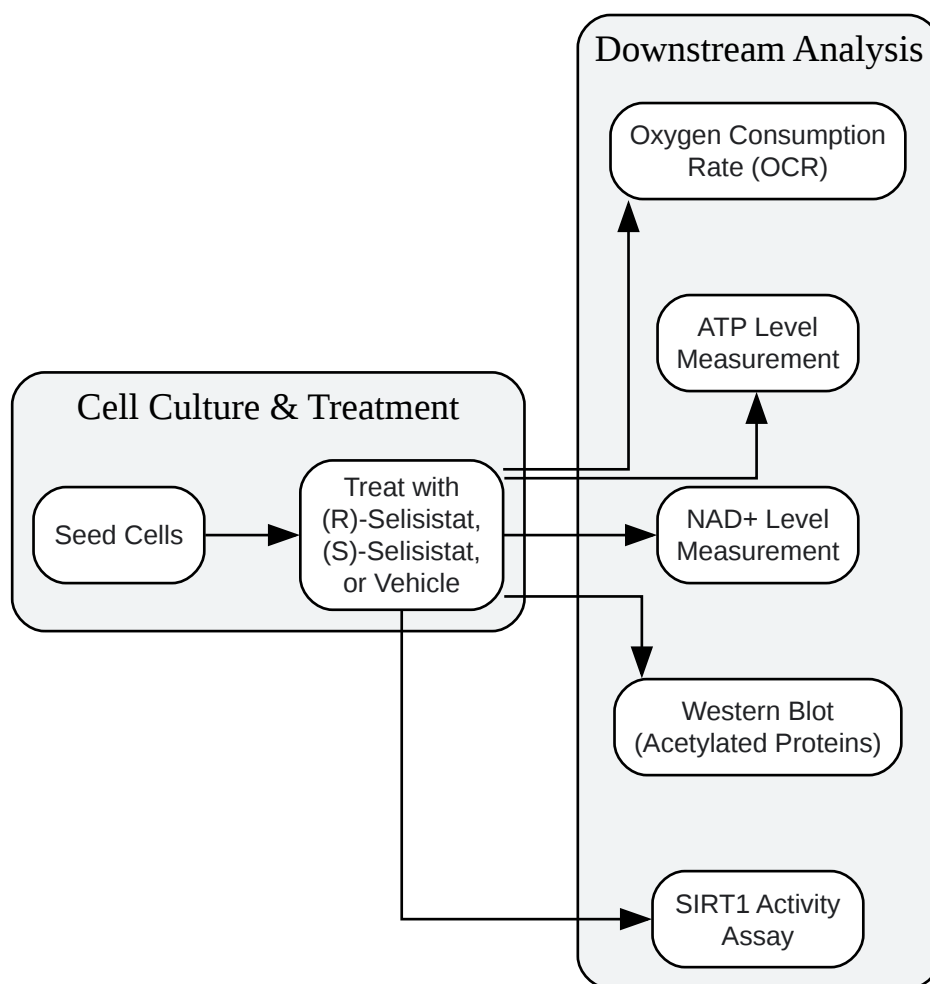 Downstream Analysis
Oxygen Consumption
Rate (OCR)
ATP Level
Measurement
Cell Culture & Treatment
Seed Cells
Treat with
(R)-Selisistat,
(S)-Selisistat,
or Vehicle
NAD+ Level
Measurement
Western Blot
(Acetylated Proteins)
SIRT1 Activity
Assay